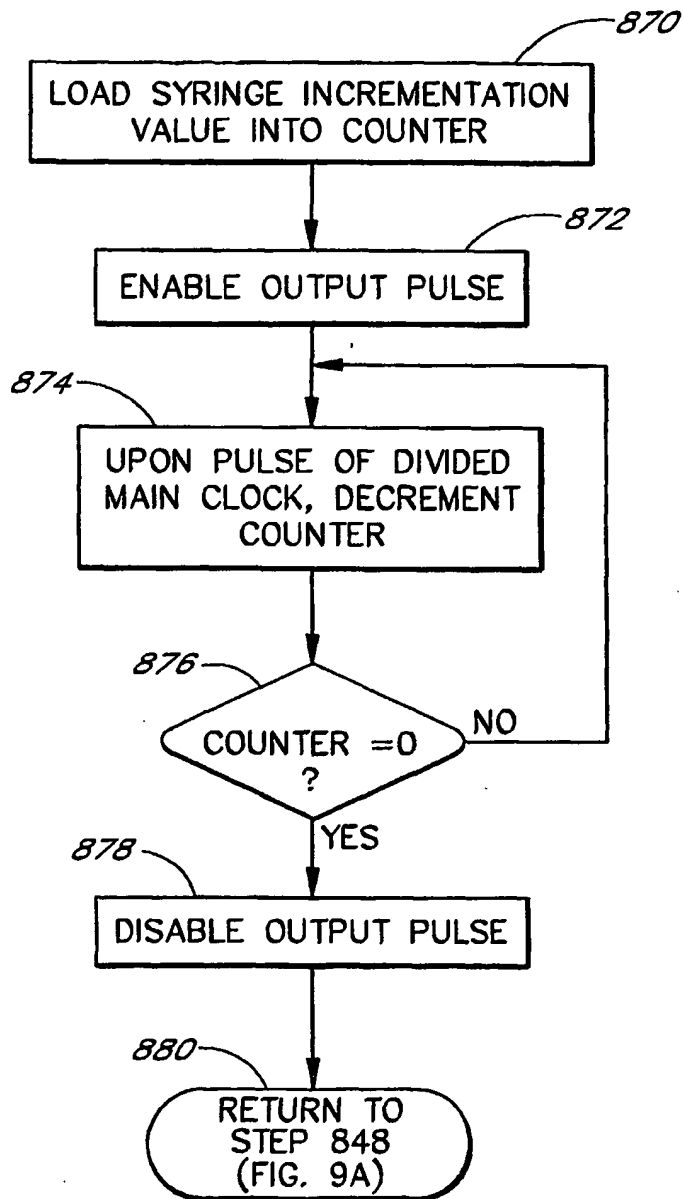 870
LOAD SYRINGE INCREMENTATION
VALUE INTO COUNTER
872
ENABLE OUTPUT PULSE
874
UPON PULSE OF DIVIDED
MAIN CLOCK, DECREMENT
COUNTER
876
COUNTER =0
?
NO
YES
878
DISABLE OUTPUT PULSE
880
RETURN TO
STEP 848
(FIG. 9A)